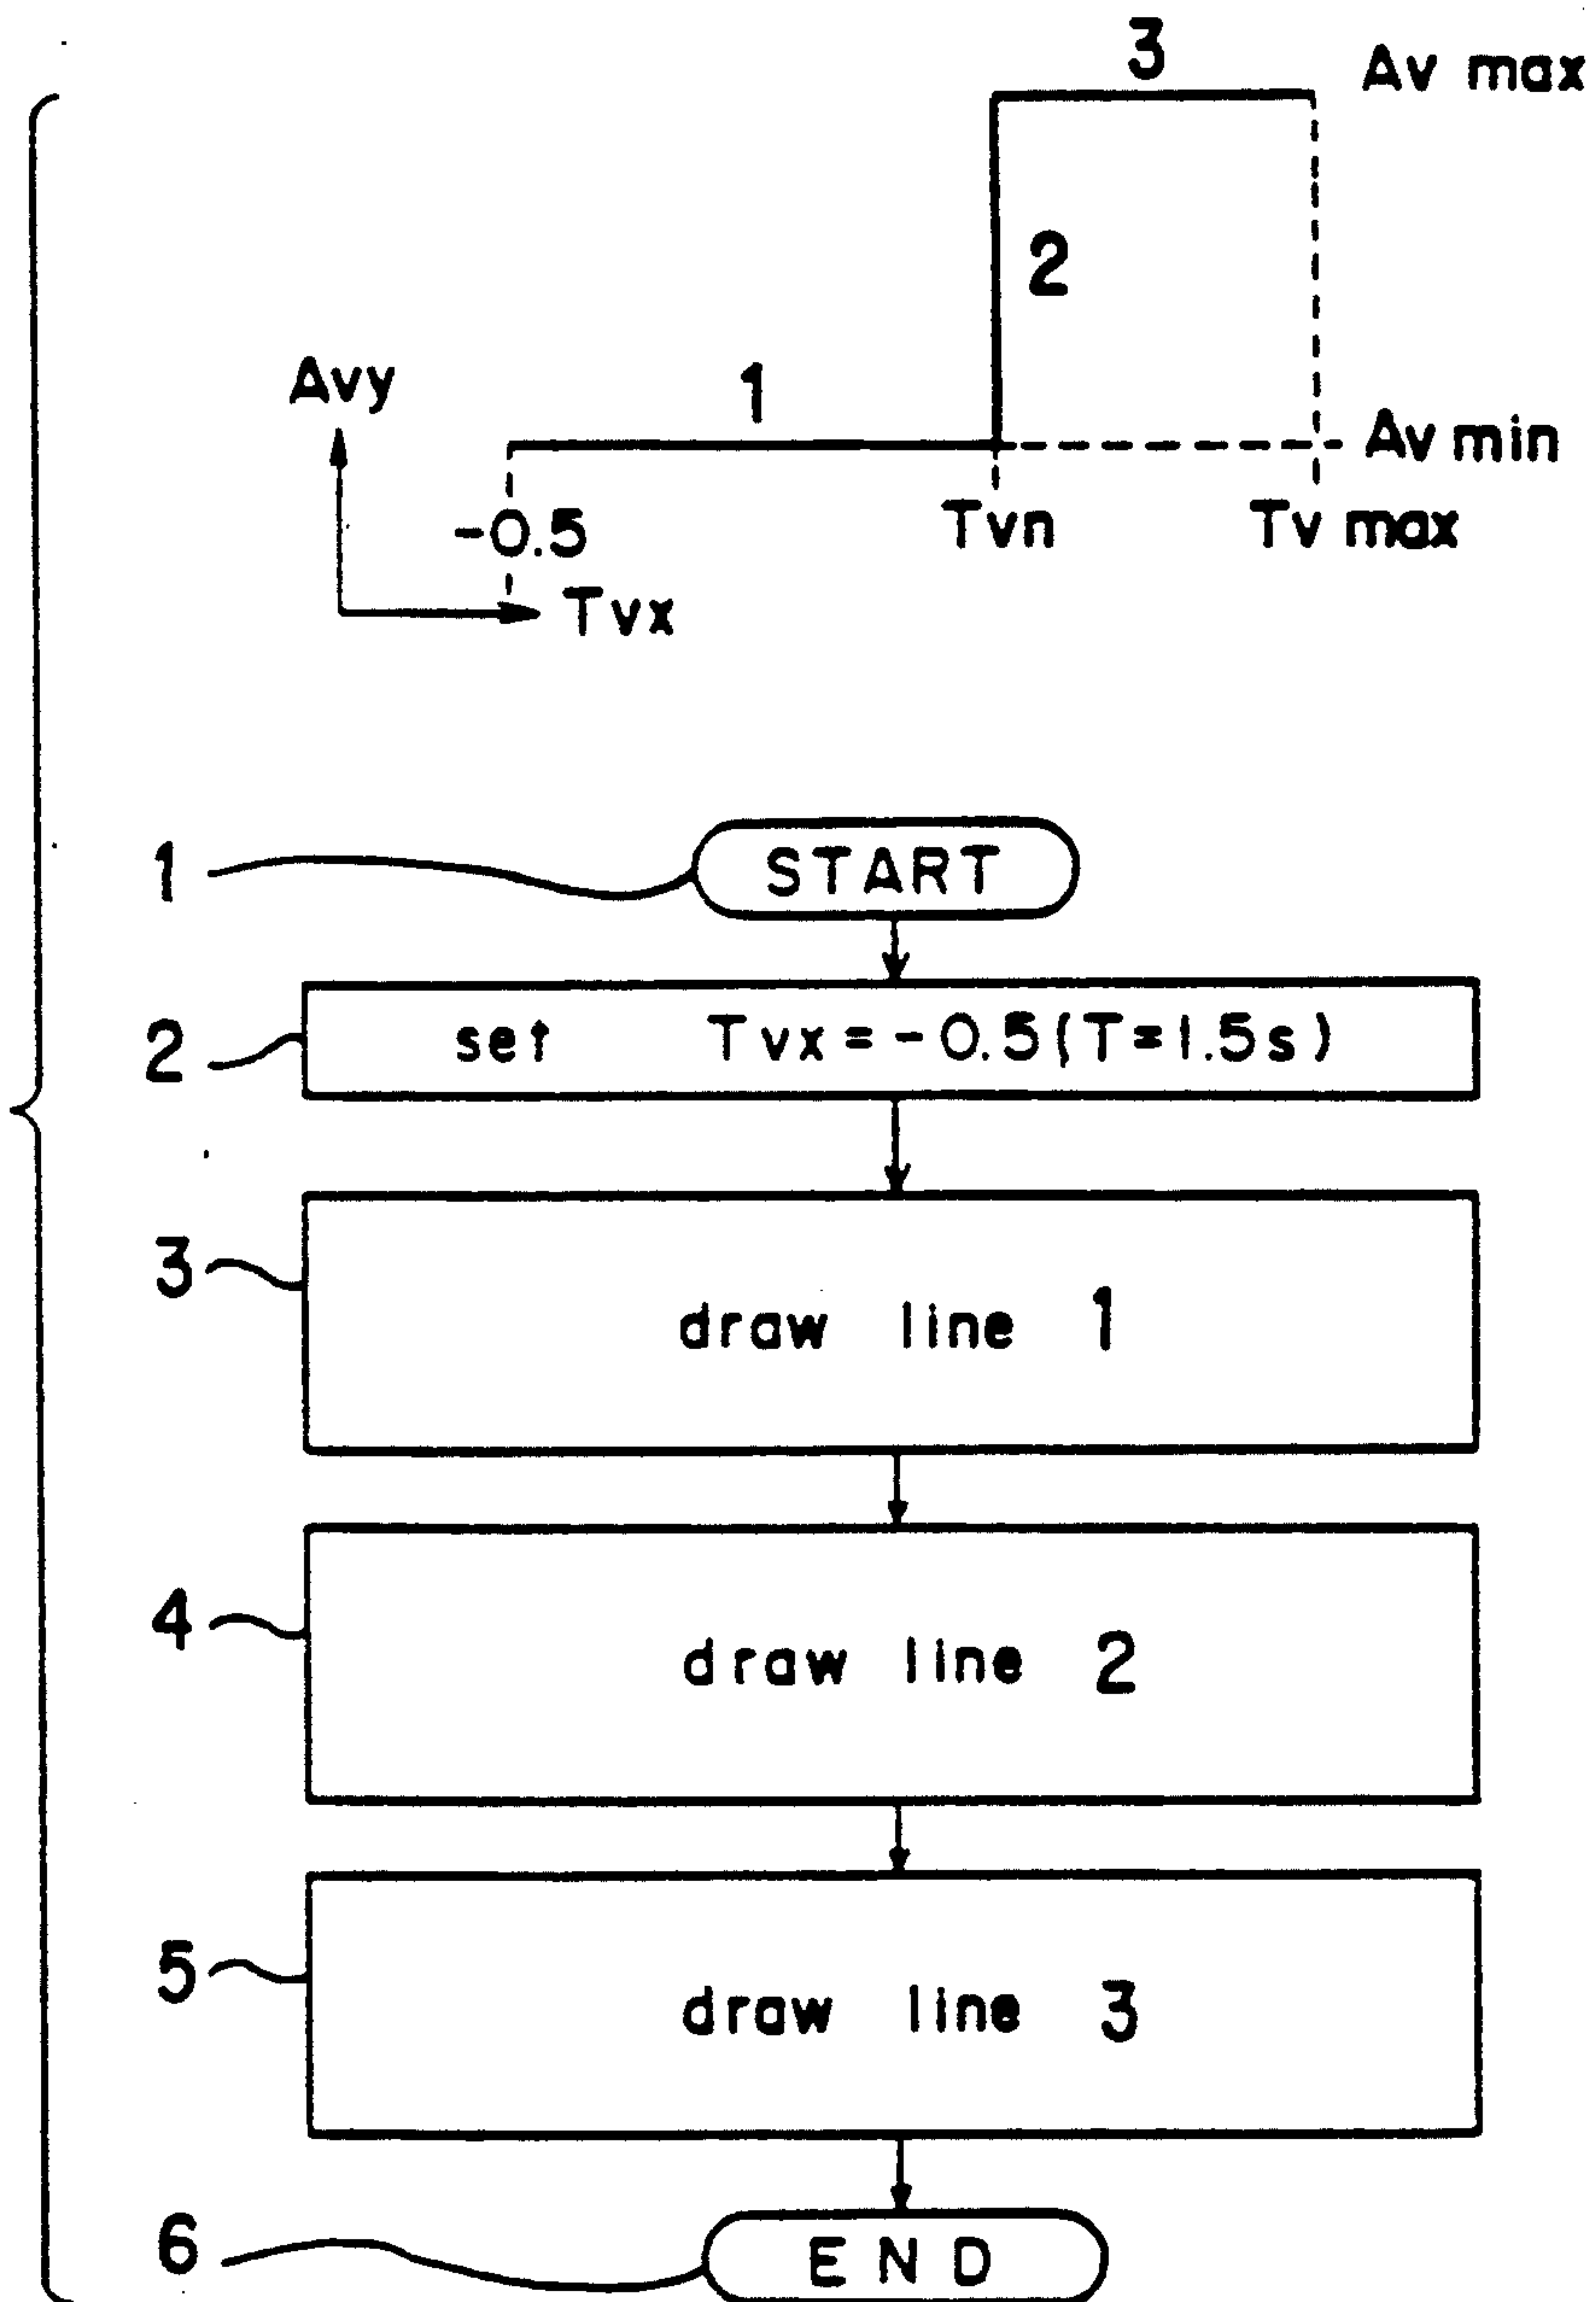 3
Av max
2
Avy
1
Av min
-0.5
Tvn
Tv max
Tvx
1
START
2
set Tvx=-0.5(T=1.5s)
3
draw line 1
4
draw line 2
5
draw line 3
6
END